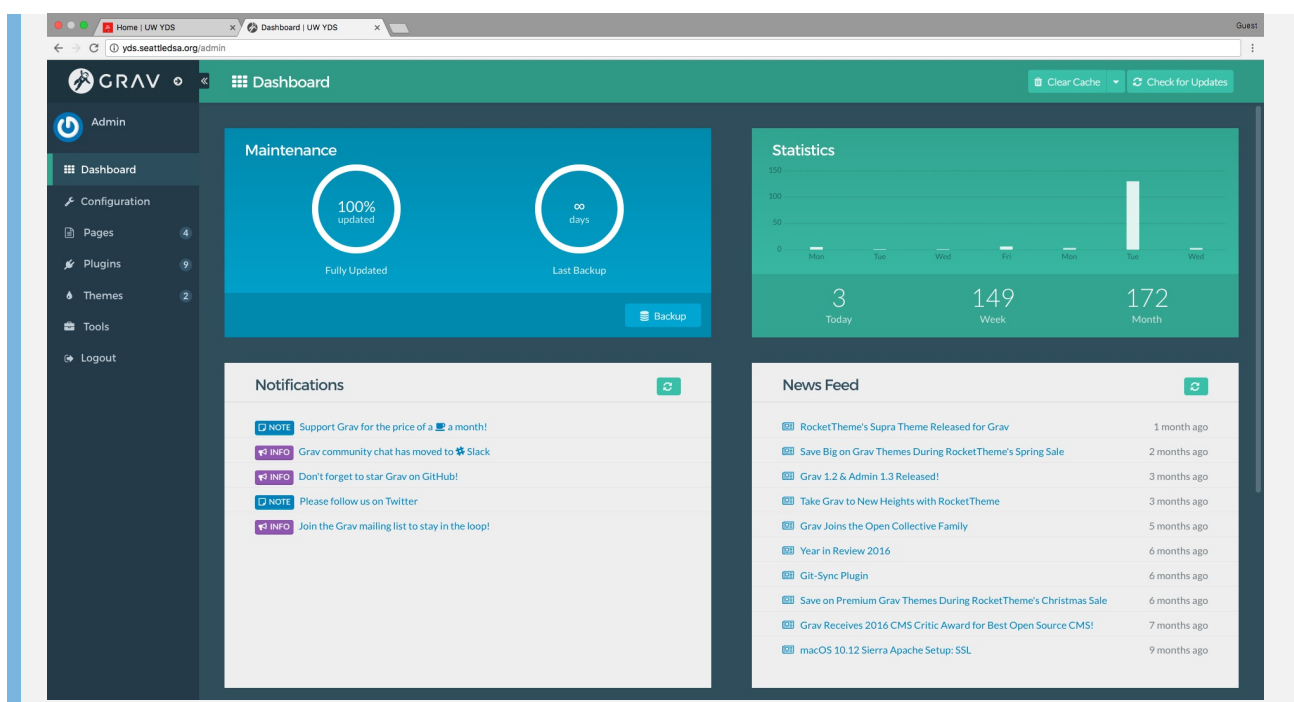 Home | UW YDS
Dashboard | UW YDS
Guest
yds.seattledsa.org/admin
GRAV
Dashboard
Clear Cache
Check for Updates
Admin
Dashboard
Configuration
Pages 4
Plugins 9
Themes 2
Tools
Logout
Maintenance
100%
updated
Fully Updated
∞
days
Last Backup
Backup
Statistics
150
100
50
0
Mon Tue Wed Fri Mon Tue Wed
3 149 172
Today Week Month
Notifications
NOTE Support Grav for the price of a a month!
INFO Grav community chat has moved to Slack
INFO Don't forget to star Grav on GitHub!
NOTE Please follow us on Twitter
INFO Join the Grav mailing list to stay in the loop!
News Feed
RocketTheme's Supra Theme Released for Grav 1 month ago
Save Big on Grav Themes During RocketTheme's Spring Sale 2 months ago
Grav 1.2 & Admin 1.3 Released! 3 months ago
Take Grav to New Heights with RocketTheme 3 months ago
Grav Joins the Open Collective Family 5 months ago
Year in Review 2016 6 months ago
Git-Sync Plugin 6 months ago
Save on Premium Grav Themes During RocketTheme's Christmas Sale 6 months ago
Grav Receives 2016 CMS Critic Award for Best Open Source CMS! 7 months ago
macOS 10.12 Sierra Apache Setup: SSL 9 months ago